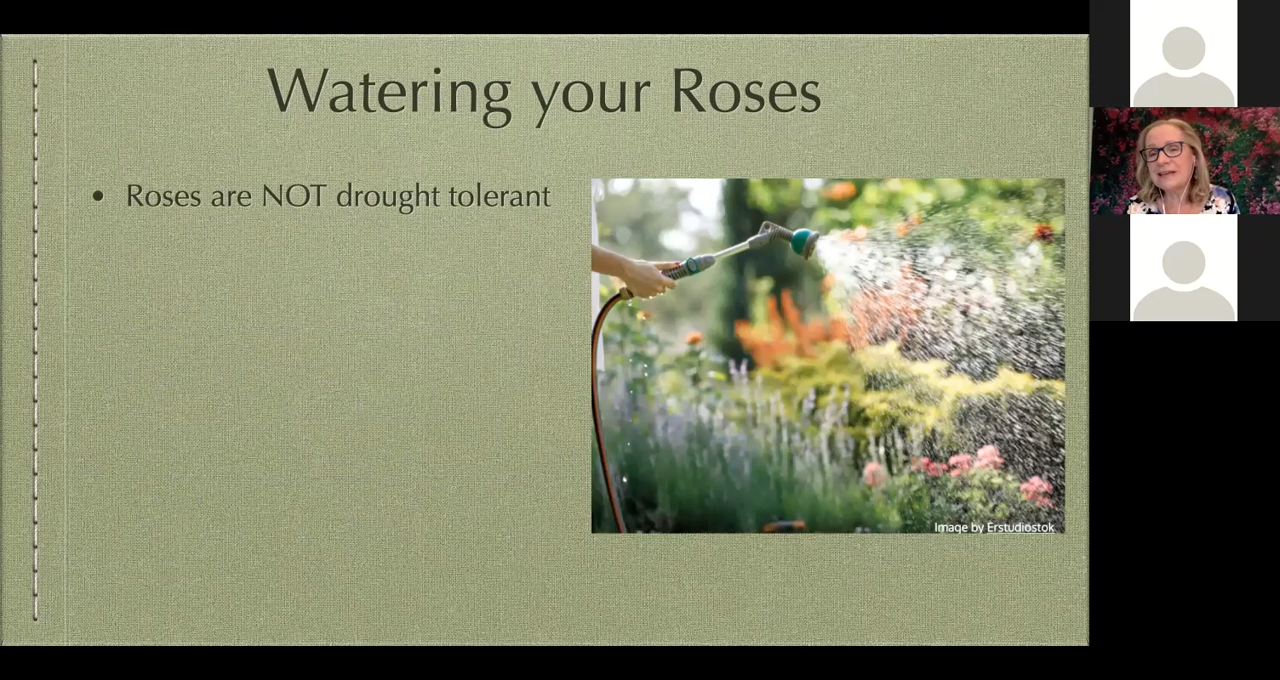 Watering your Roses
• Roses are NOT drought tolerant
Image by Erstudiostok